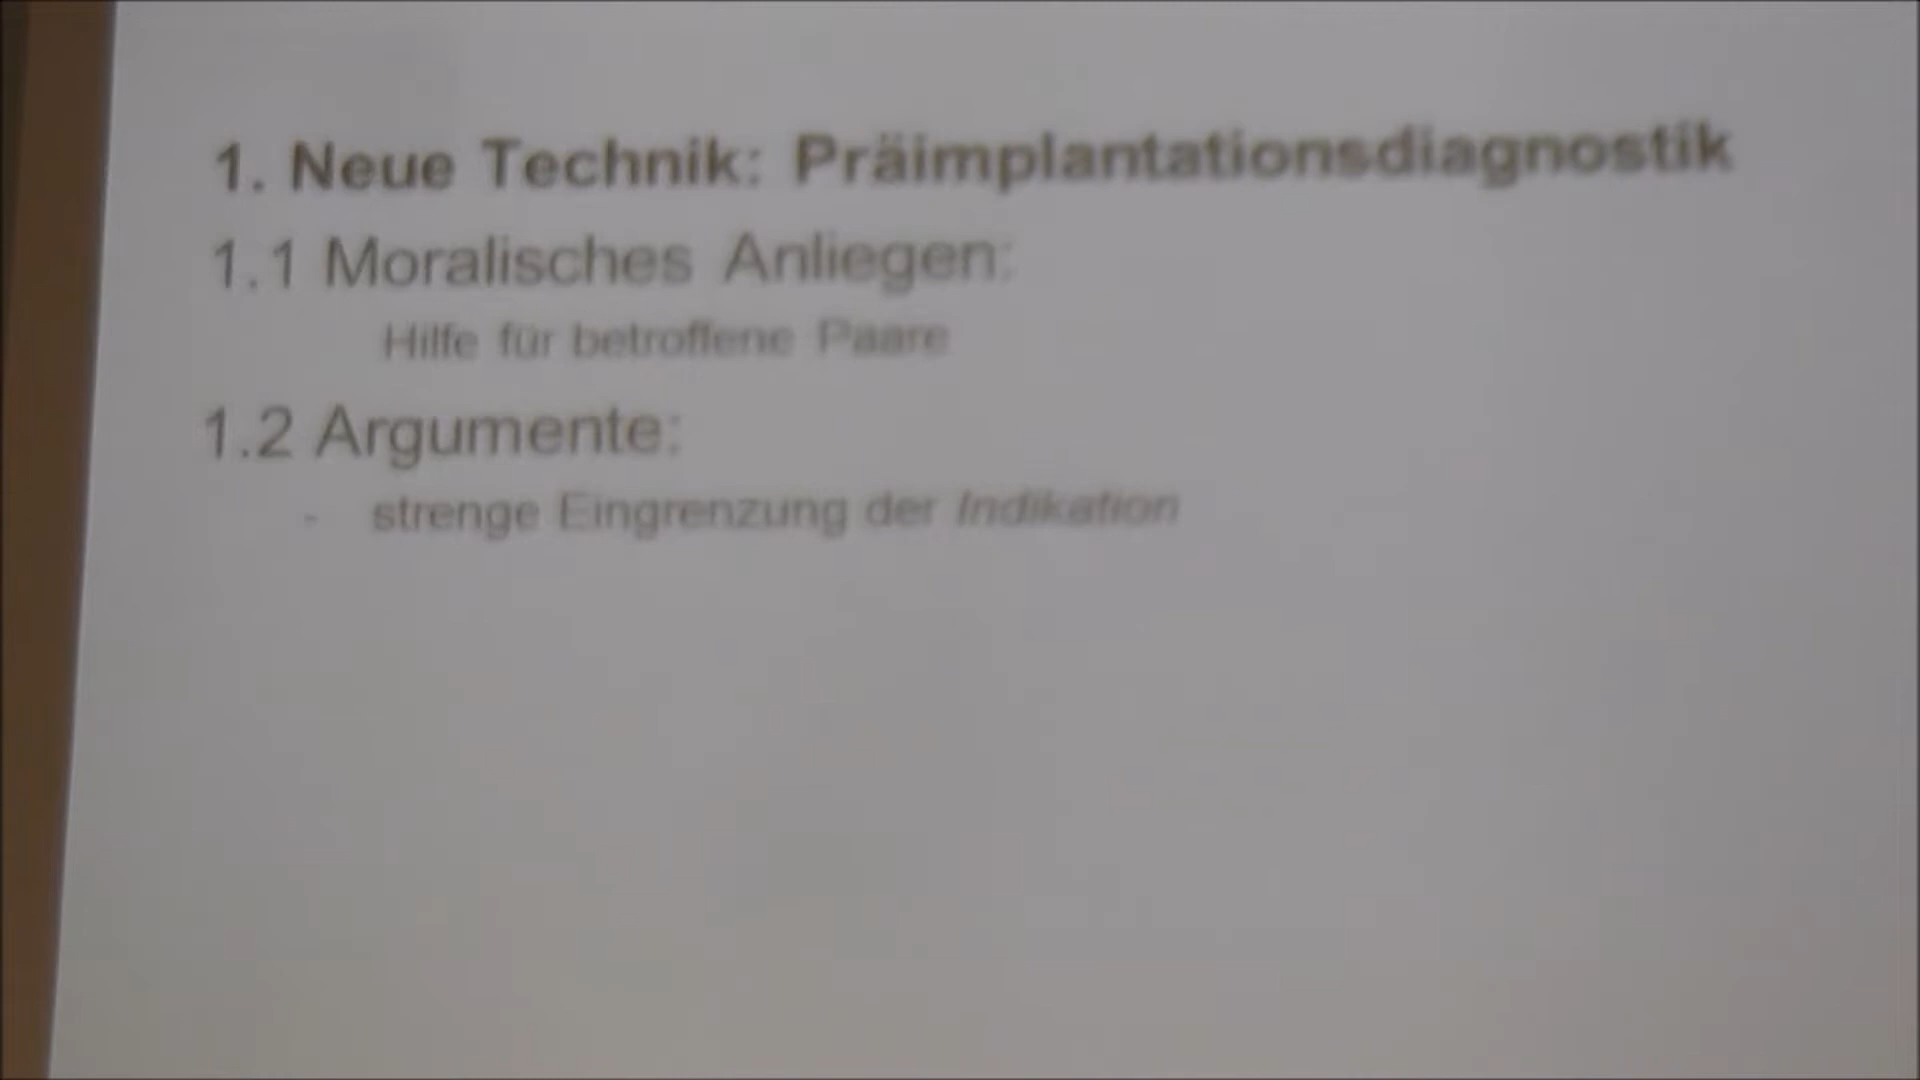 1. Neue Technik: Präimplantationsdiagnostik
1.1 Moralisches Anliegen:
Hilfe für betroffene Paare
1.2 Argumente:
- strenge Eingrenzung der Indikation